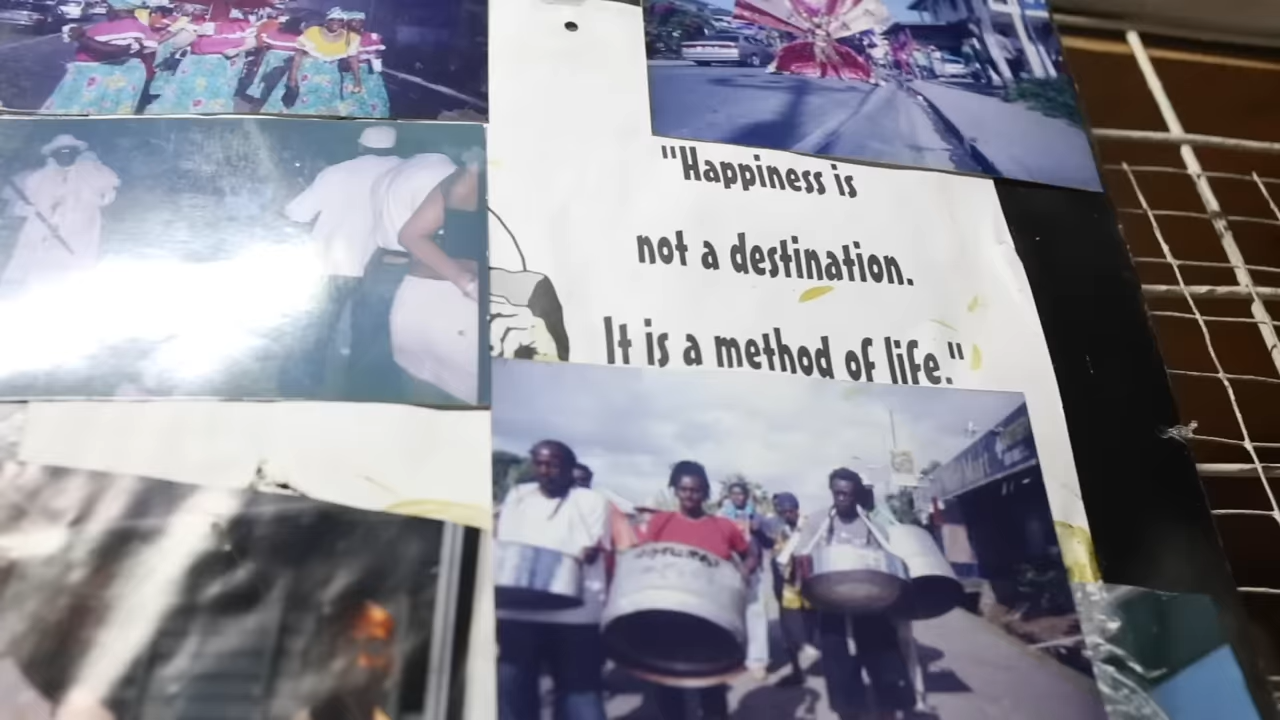 "Happiness is
not a destination.
It is a method of life."